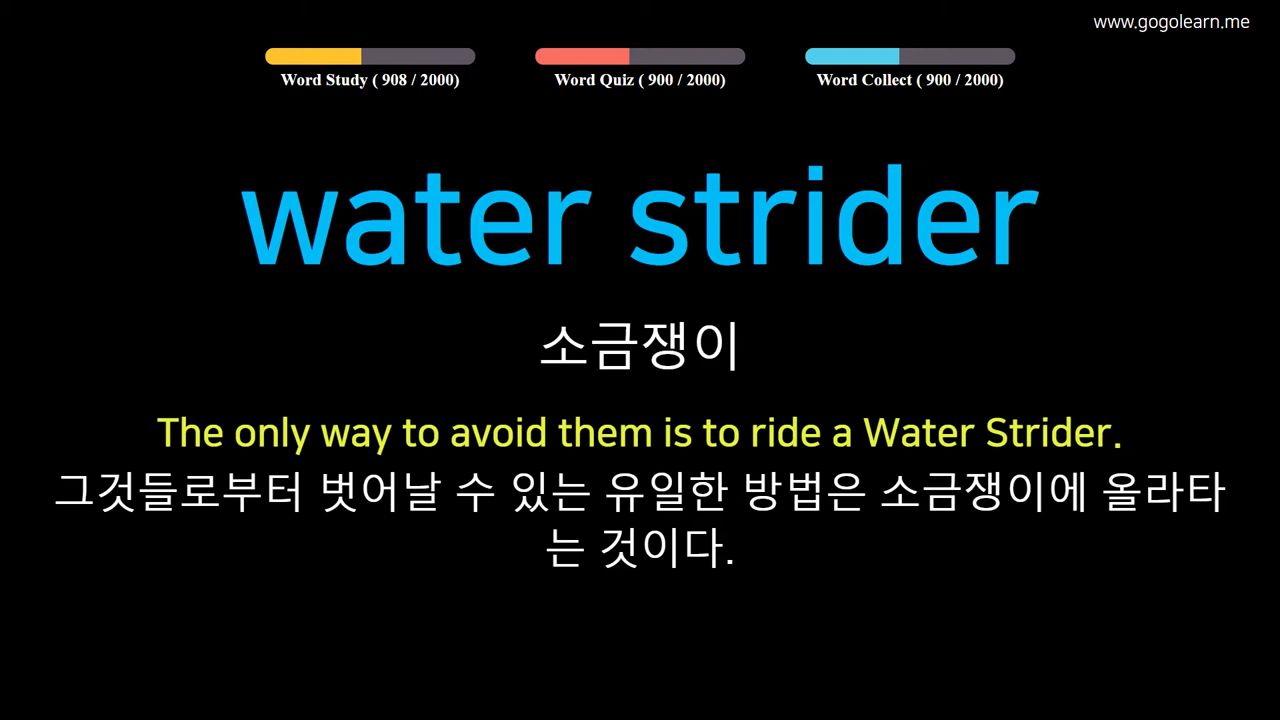 www.gogolearn.me
Word Study ( 908 / 2000)
Word Quiz ( 900 / 2000)
Word Collect ( 900 / 2000)
water strider
소금쟁이
The only way to avoid them is to ride a Water Strider.
그것들로부터 벗어날 수 있는 유일한 방법은 소금쟁이에 올라타
는 것이다.